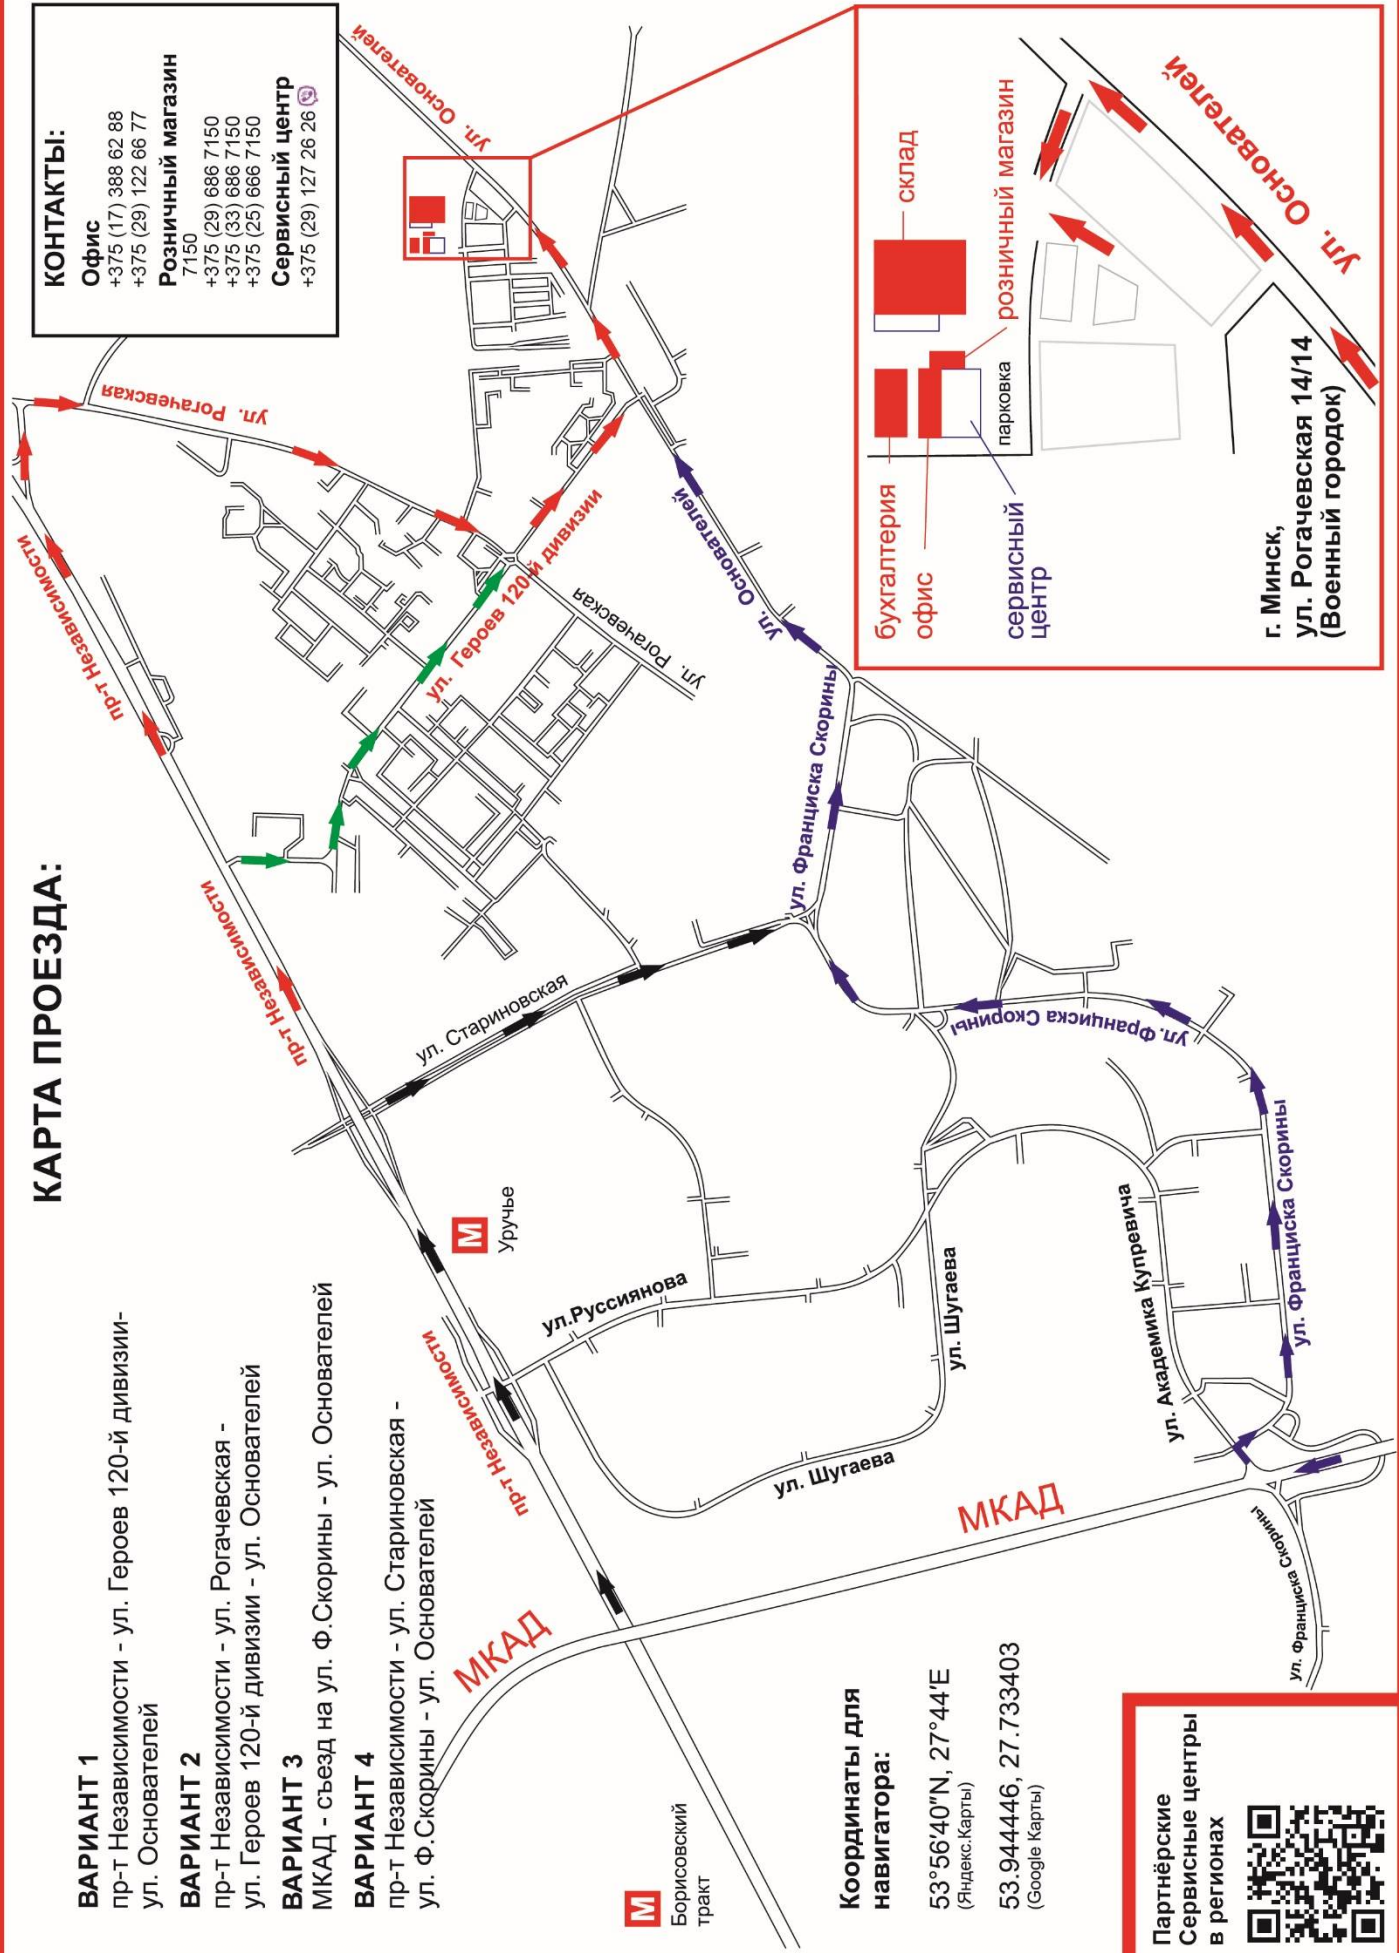 КАРТА ПРОЕЗДА:
ВАРИАНТ 1
пр-т Независимости - ул. Героев 120-й дивизии-
ул. Основателей
ВАРИАНТ 2
пр-т Независимости - ул. Рогачевская -
ул. Героев 120-й дивизии - ул. Основателей
ВАРИАНТ 3
МКАД - съезд на ул. Ф.Скорины - ул. Основателей
ВАРИАНТ 4
пр-т Независимости - ул. Стариновская -
ул. Ф.Скорины - ул. Основателей
КОНТАКТЫ:
Офис
+375 (17) 388 62 88
+375 (29) 122 66 77
Розничный магазин
7150
+375 (29) 686 7150
+375 (33) 686 7150
+375 (25) 666 7150
Сервисный центр
+375 (29) 127 26 26
пр-т Независимости
пр-т Независимости
пр-т Независимости
пр-т Независимости
ул. Рогачевская
ул. Основателей
ул. Героев 120-й дивизии
ул. Рогачевская
ул. Стариновская
М
Уручье
ул.Руссиянова
ул. Основателей
ул. Основателей
ул. Франциска Скорины
ул. Франциска Скорины
ул. Шугаева
ул. Шугаева
ул. Академика Купревича
ул. Франциска Скорины
ул. Франциска Скорины
МКАД
МКАД
М
Борисовский
тракт
Координаты для
навигатора:
53°56′40″N, 27°44′E
(Яндекс.Карты)
53.944446, 27.733403
(Google Карты)
Партнёрские
Сервисные центры
в регионах
бухгалтерия
офис
сервисный
центр
склад
розничный магазин
парковка
ул. Основателей
г. Минск,
ул. Рогачевская 14/14
(Военный городок)